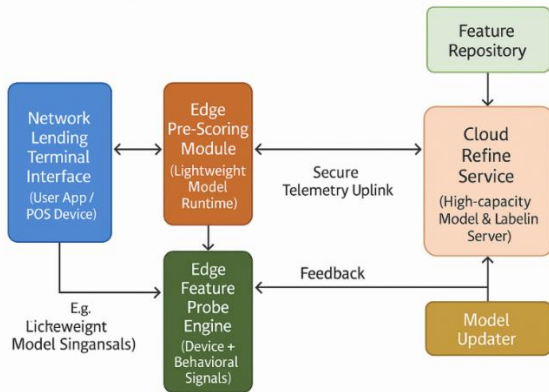 Feature
Repository
Network
Lending
Terminal
Interface
(User App /
POS Device)
Edge
Pre-Scoring
Module
(Lightweight
Model
Runtime)
Secure
Telemetry Uplink
Cloud
Refine
Service
(High-capacity
Model & Labelin
Server)
E.g.
Licheweignt
Model Singansals)
Edge
Feature
Probe
Engine
(Device +
Behavioral
Signals)
Feedback
Model
Updater